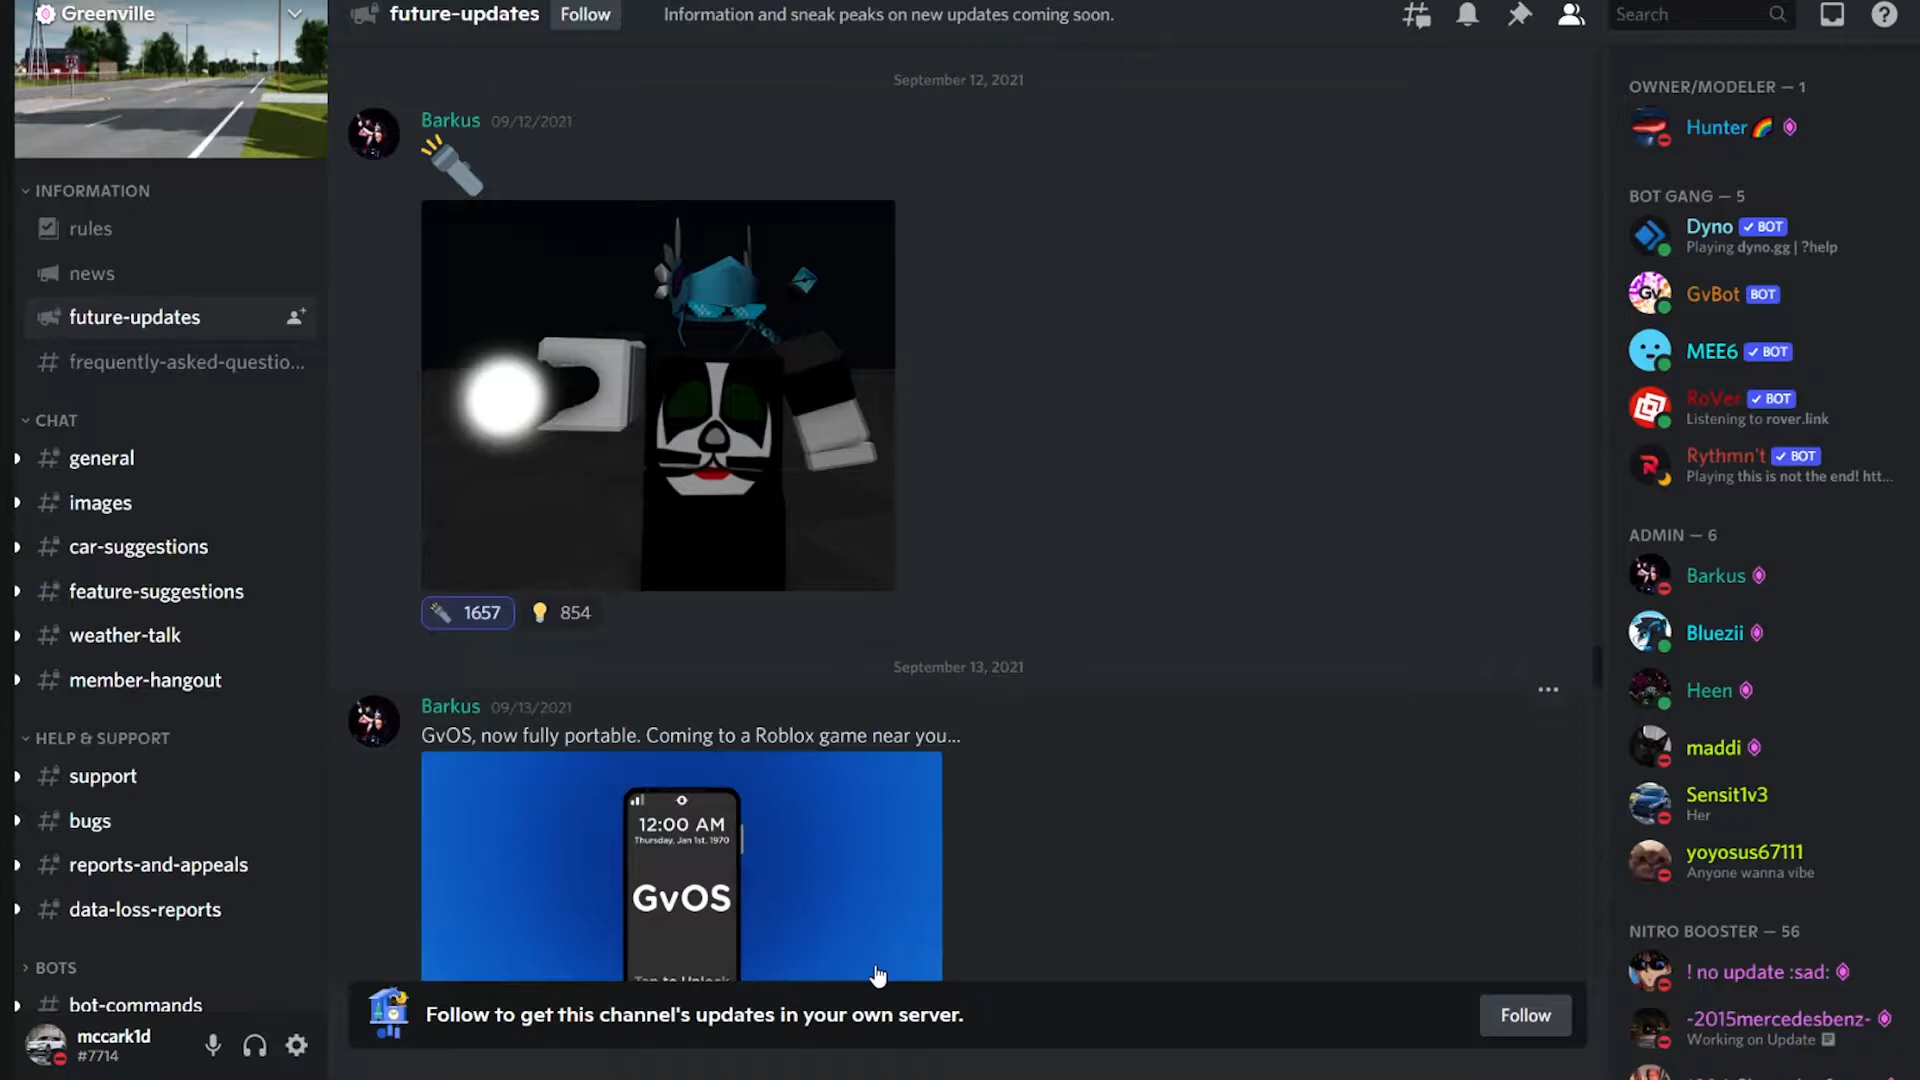 Greenville
INFORMATION
rules
news
future-updates
frequently-asked-questio...
CHAT
general
images
car-suggestions
feature-suggestions
weather-talk
member-hangout
HELP & SUPPORT
support
bugs
reports-and-appeals
data-loss-reports
BOTS
bot-commands
mccark1d
#7714
future-updates
Follow
Information and sneak peaks on new updates coming soon.
Search
September 12, 2021
Barkus 09/12/2021
1657
854
September 13, 2021
Barkus 09/13/2021
GvOS, now fully portable. Coming to a Roblox game near you...
12:00 AM
Thursday, Jan 1st, 1970
GvOS
Tap to Unlock
Follow to get this channel's updates in your own server.
Follow
OWNER/MODELER — 1
Hunter
BOT GANG — 5
Dyno BOT
Playing dyno.gg | ?help
GvBot BOT
Gv
MEE6 BOT
RoVer BOT
Listening to rover.link
Rythmn't BOT
Playing this is not the end! htt...
ADMIN — 6
Barkus
Bluezii
Heen
maddi
Sensit1v3
Her
yoyosus67111
Anyone wanna vibe
NITRO BOOSTER — 56
! no update :sad:
-2015mercedesbenz-
Working on Update